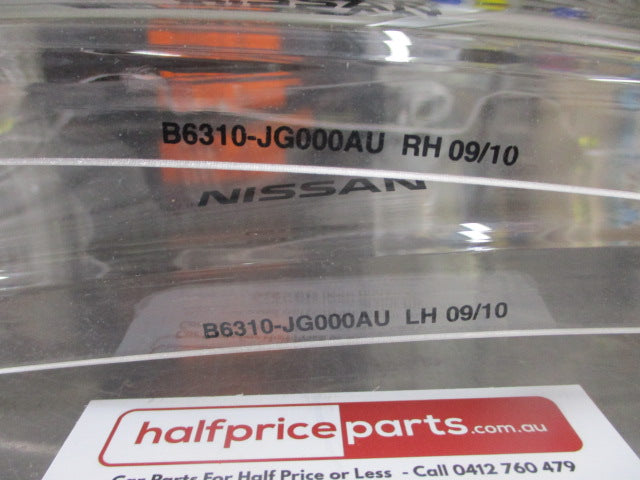 NISSAN
B6310-JG000AU RH 09/10
NISSAN
B6310-JG000AU LH 09/10
halfpriceparts.com.au
Car Parts For Half Price or Less - Call 0412 760 479